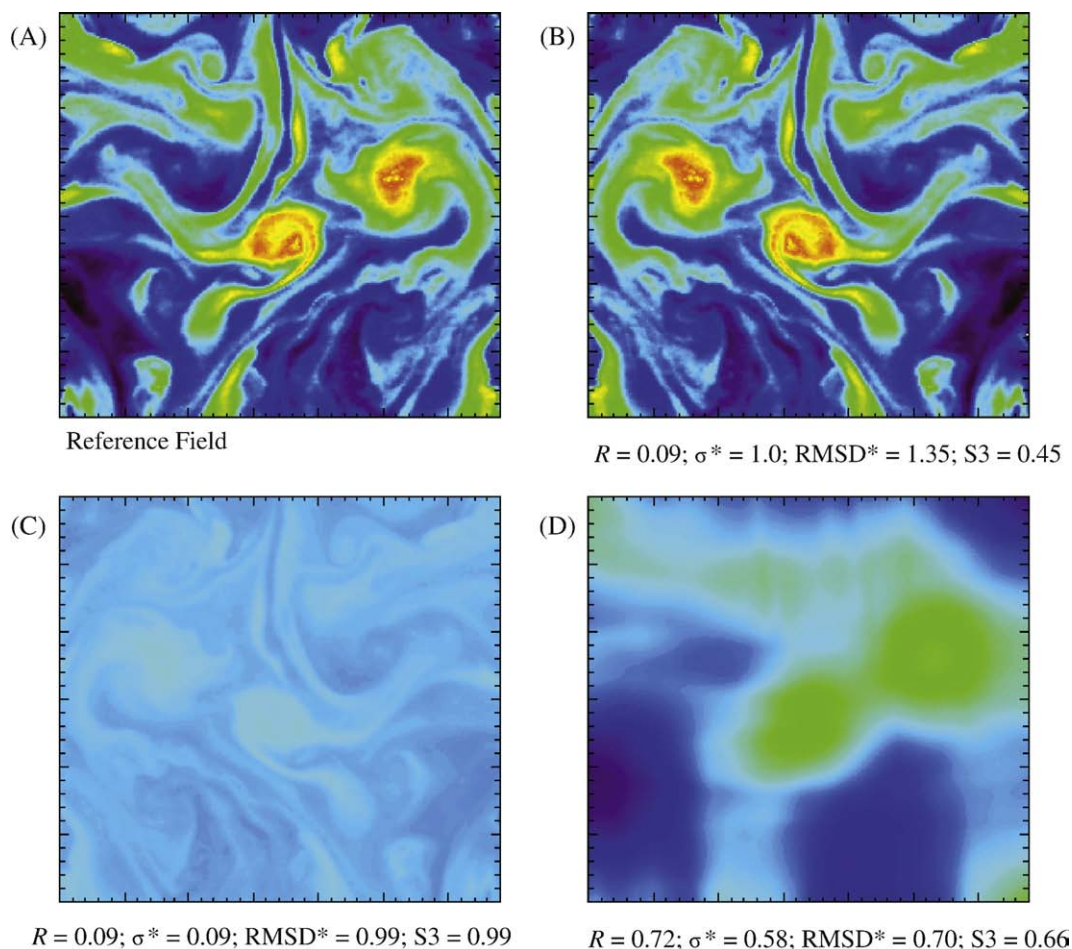 (A)
(B)
Reference Field
R = 0.09; σ* = 1.0; RMSD* = 1.35; S3 = 0.45
(C)
(D)
R = 0.09; σ* = 0.09; RMSD* = 0.99; S3 = 0.99
R = 0.72; σ* = 0.58; RMSD* = 0.70; S3 = 0.66